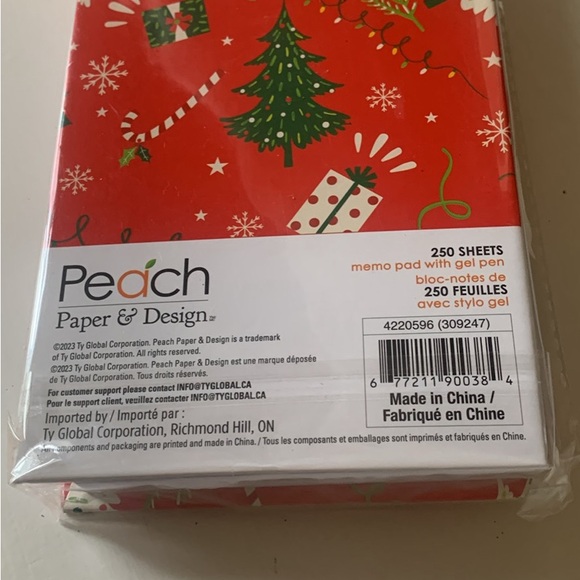 Peach
Paper & Design™
250 SHEETS
memo pad with gel pen
bloc-notes de
250 FEUILLES
avec stylo gel
©2023 Ty Global Corporation. Peach Paper & Design is a trademark
of Ty Global Corporation. All rights reserved.
©2023 Ty Global Corporation. Peach Paper & Design est une marque déposée
de Ty Global Corporation. Tous droits réservés.
For customer support please contact INFO@TYGLOBAL.CA
Pour le support client, veuillez contacter INFO@TYGLOBAL.CA
Imported by / Importé par :
Ty Global Corporation, Richmond Hill, ON
All components and packaging are printed and made in China. / Tous les composants et emballages sont imprimés et fabriqués en Chine.
4220596 (309247)
6 77211 90038 4
Made in China /
Fabriqué en Chine